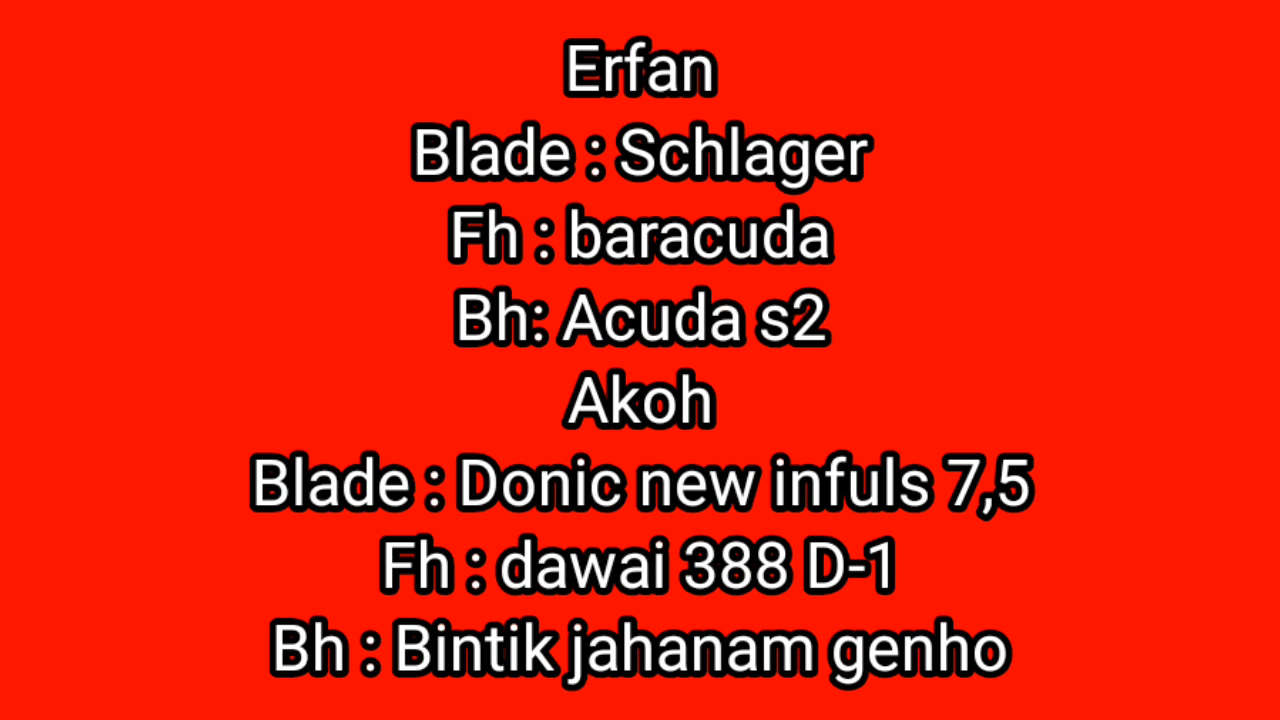 Erfan
Blade : Schlager
Fh : baracuda
Bh: Acuda s2
Akoh
Blade : Donic new infuls 7,5
Fh : dawai 388 D-1
Bh : Bintik jahanam genho